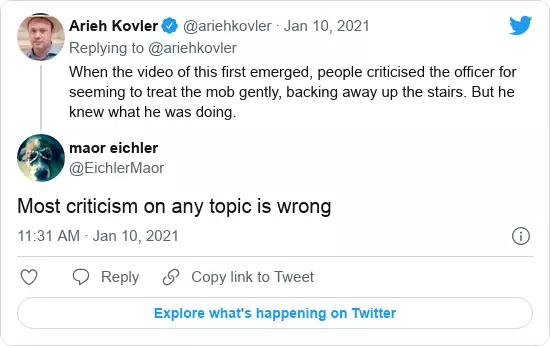 Arieh Kovler @ariehkovler · Jan 10, 2021
Replying to @ariehkovler
When the video of this first emerged, people criticised the officer for
seeming to treat the mob gently, backing away up the stairs. But he
knew what he was doing.
maor eichler
@EichlerMaor
Most criticism on any topic is wrong
11:31 AM · Jan 10, 2021
Reply Copy link to Tweet
Explore what's happening on Twitter